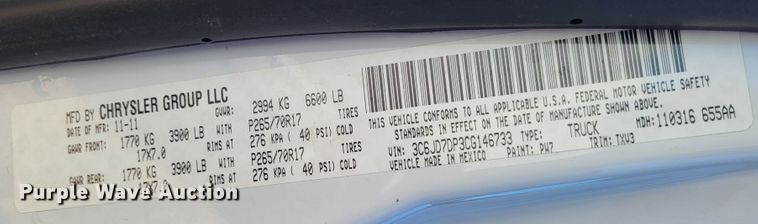 MFD BY CHRYSLER GROUP LLC
DATE OF MFR: 11-11 GVWR: 2994 KG 6600 LB
GAWR FRONT: 1770 KG 3900 LB TIRES P265/70R17
17X7.0 RIMS AT 276 KPA ( 40 PSI) COLD
GAWR REAR: 1770 KG 3900 LB TIRES P265/70R17
17X7.0 RIMS AT 276 KPA ( 40 PSI) COLD
THIS VEHICLE CONFORMS TO ALL APPLICABLE U.S.A. FEDERAL MOTOR VEHICLE SAFETY
STANDARDS IN EFFECT ON THE DATE OF MANUFACTURE SHOWN ABOVE.
VIN: 3C6JD7DP3CG146733 TYPE: TRUCK MDH: 110316 655AA
VEHICLE MADE IN MEXICO PAINT: PW7 TRIM: TXV3
Purple Wave Auction